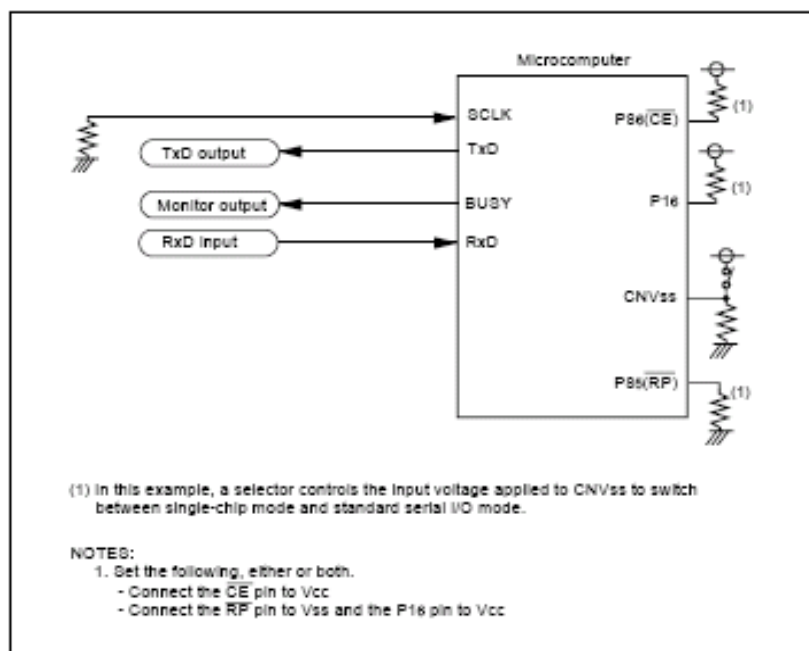 Microcomputer
SCLK
P86(CE)
(1)
TxD output
TxD
(1)
Monitor output
BUSY
P16
RxD input
RxD
CNVss
P85(RP)
(1)
(1) In this example, a selector controls the input voltage applied to CNVss to switch
between single-chip mode and standard serial I/O mode.
NOTES:
1. Set the following, either or both.
- Connect the CE pin to Vcc
- Connect the RP pin to Vss and the P16 pin to Vcc